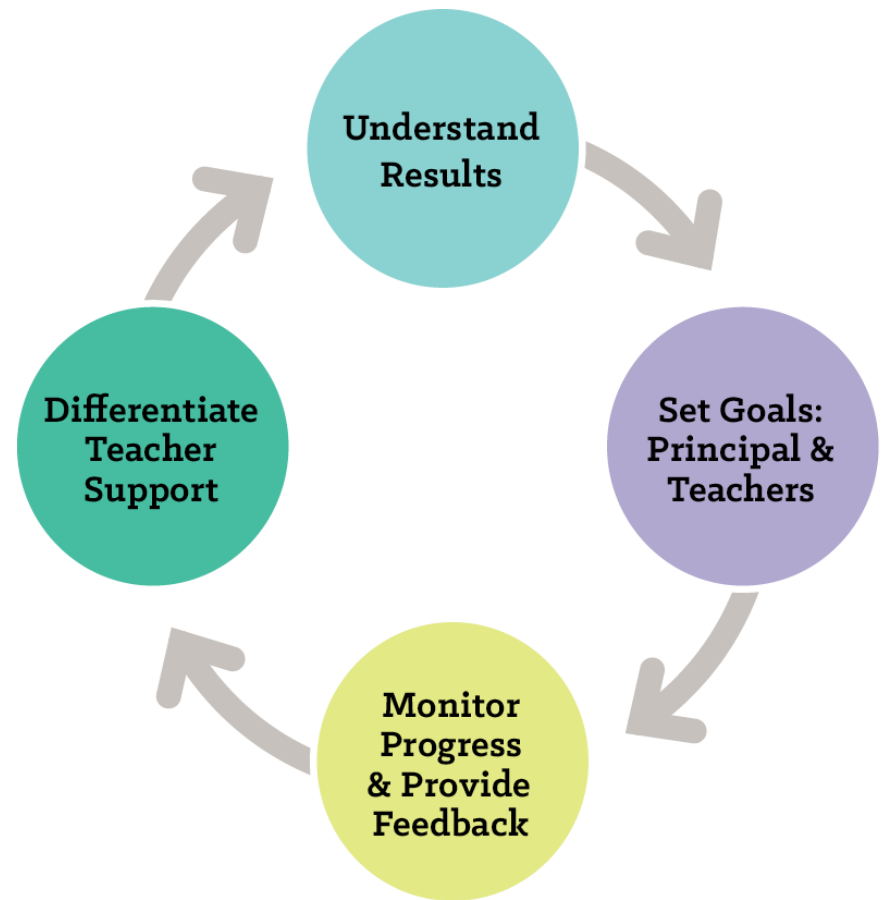 Understand
Results
Set Goals:
Principal &
Teachers
Monitor
Progress
& Provide
Feedback
Differentiate
Teacher
Support